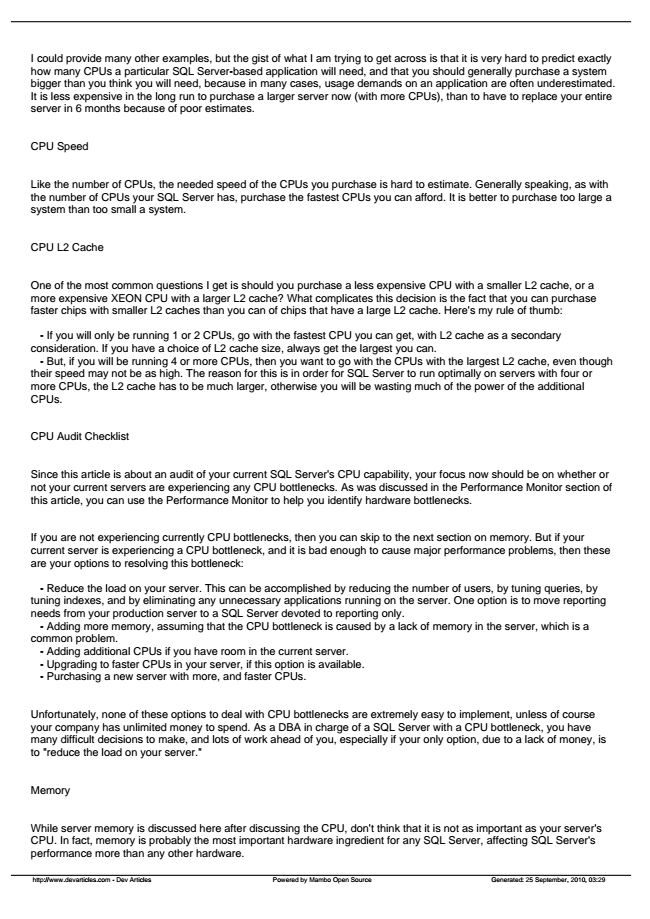 I could provide many other examples, but the gist of what I am trying to get across is that it is very hard to predict exactly
how many CPUs a particular SQL Server-based application will need, and that you should generally purchase a system
bigger than you think you will need, because in many cases, usage demands on an application are often underestimated.
It is less expensive in the long run to purchase a larger server now (with more CPUs), than to have to replace your entire
server in 6 months because of poor estimates.
CPU Speed
Like the number of CPUs, the needed speed of the CPUs you purchase is hard to estimate. Generally speaking, as with
the number of CPUs your SQL Server has, purchase the fastest CPUs you can afford. It is better to purchase too large a
system than too small a system.
CPU L2 Cache
One of the most common questions I get is should you purchase a less expensive CPU with a smaller L2 cache, or a
more expensive XEON CPU with a larger L2 cache? What complicates this decision is the fact that you can purchase
faster chips with smaller L2 caches than you can of chips that have a large L2 cache. Here's my rule of thumb:
- If you will only be running 1 or 2 CPUs, go with the fastest CPU you can get, with L2 cache as a secondary
consideration. If you have a choice of L2 cache size, always get the largest you can.
- But, if you will be running 4 or more CPUs, then you want to go with the CPUs with the largest L2 cache, even though
their speed may not be as high. The reason for this is in order for SQL Server to run optimally on servers with four or
more CPUs, the L2 cache has to be much larger, otherwise you will be wasting much of the power of the additional
CPUs.
CPU Audit Checklist
Since this article is about an audit of your current SQL Server's CPU capability, your focus now should be on whether or
not your current servers are experiencing any CPU bottlenecks. As was discussed in the Performance Monitor section of
this article, you can use the Performance Monitor to help you identify hardware bottlenecks.
If you are not experiencing currently CPU bottlenecks, then you can skip to the next section on memory. But if your
current server is experiencing a CPU bottleneck, and it is bad enough to cause major performance problems, then these
are your options to resolving this bottleneck:
- Reduce the load on your server. This can be accomplished by reducing the number of users, by tuning queries, by
tuning indexes, and by eliminating any unnecessary applications running on the server. One option is to move reporting
needs from your production server to a SQL Server devoted to reporting only.
- Adding more memory, assuming that the CPU bottleneck is caused by a lack of memory in the server, which is a
common problem.
- Adding additional CPUs if you have room in the current server.
- Upgrading to faster CPUs in your server, if this option is available.
- Purchasing a new server with more, and faster CPUs.
Unfortunately, none of these options to deal with CPU bottlenecks are extremely easy to implement, unless of course
your company has unlimited money to spend. As a DBA in charge of a SQL Server with a CPU bottleneck, you have
many difficult decisions to make, and lots of work ahead of you, especially if your only option, due to a lack of money, is
to "reduce the load on your server."
Memory
While server memory is discussed here after discussing the CPU, don't think that it is not as important as your server's
CPU. In fact, memory is probably the most important hardware ingredient for any SQL Server, affecting SQL Server's
performance more than any other hardware.
http://www.devarticles.com - Dev Articles Powered by Mambo Open Source Generated: 25 September, 2010, 03:29